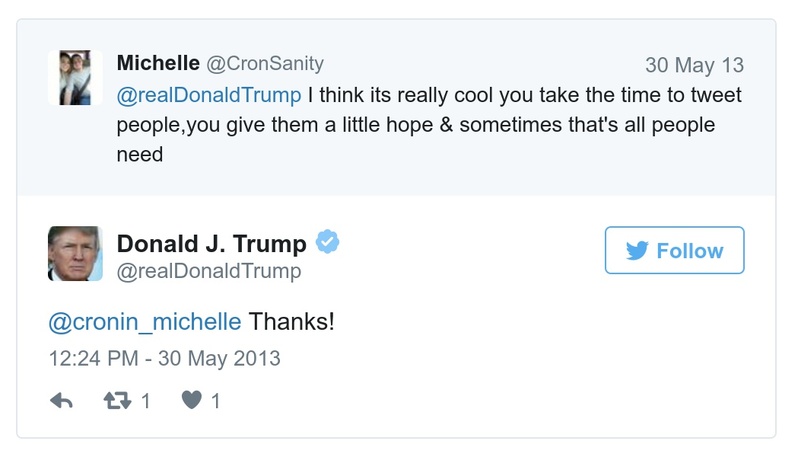 Michelle @CronSanity 30 May 13
@realDonaldTrump I think its really cool you take the time to tweet
people,you give them a little hope & sometimes that's all people
need
Donald J. Trump
@realDonaldTrump
Follow
@cronin_michelle Thanks!
12:24 PM - 30 May 2013
1 1